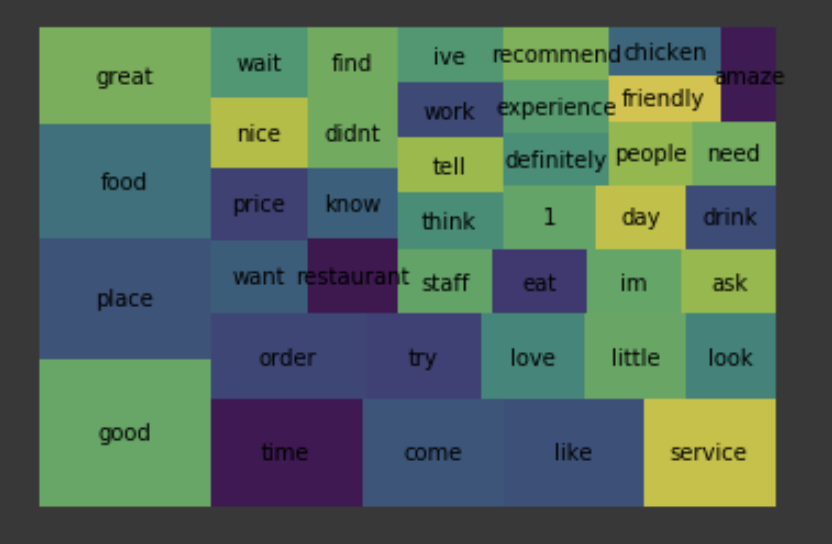 great
food
place
good
wait
find
nice
didnt
price
know
want
restaurant
ive
recommend
chicken
amaze
work
experience
friendly
tell
definitely
people
need
think
1
day
drink
staff
eat
im
ask
order
try
love
little
look
time
come
like
service